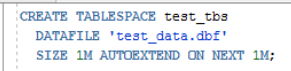 CREATE TABLESPACE test_tbs
DATAFILE 'test_data.dbf'
SIZE 1M AUTOEXTEND ON NEXT 1M;